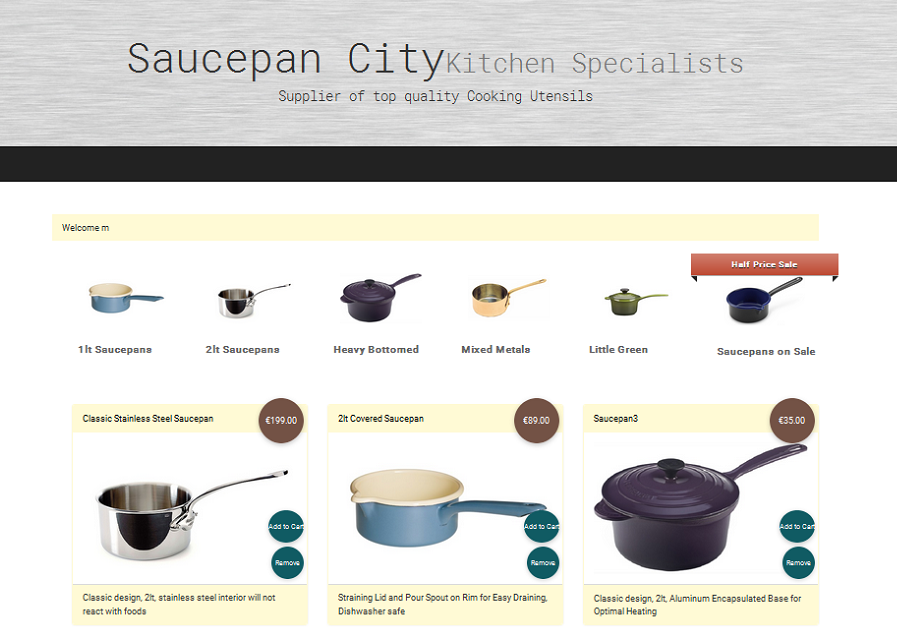 Saucepan City Kitchen Specialists
Supplier of top quality Cooking Utensils
Welcome m
Half Price Sale
1lt Saucepans
2lt Saucepans
Heavy Bottomed
Mixed Metals
Little Green
Saucepans on Sale
Classic Stainless Steel Saucepan
€199.00
Add to Cart
Remove
Classic design, 2lt, stainless steel interior will not
react with foods
2lt Covered Saucepan
€89.00
Add to Cart
Remove
Straining Lid and Pour Spout on Rim for Easy Draining,
Dishwasher safe
Saucepan3
€35.00
Add to Cart
Remove
Classic design, 2lt, Aluminum Encapsulated Base for
Optimal Heating